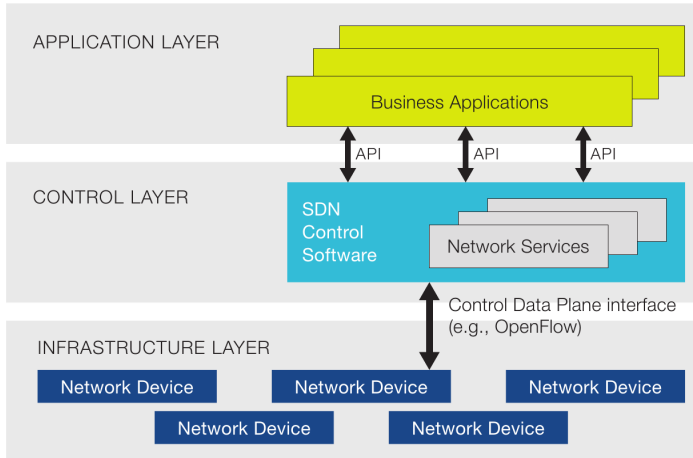 APPLICATION LAYER
Business Applications
API
API
API
CONTROL LAYER
SDN
Control
Software
Network Services
Control Data Plane interface
(e.g., OpenFlow)
INFRASTRUCTURE LAYER
Network Device
Network Device
Network Device
Network Device
Network Device